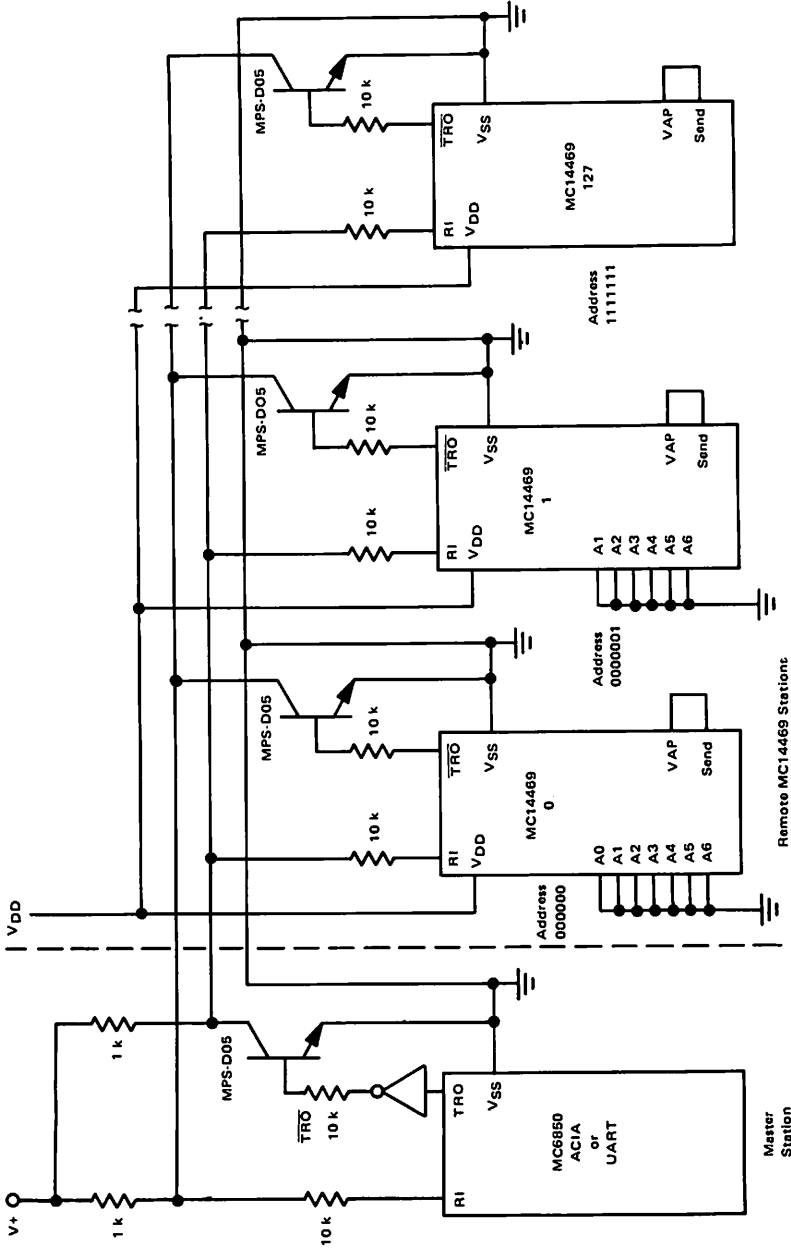 V+
1 k
1 k
10 k
MPS-D05
TRO
10 k
RI
TRO
VSS
MC6850
ACIA
or
UART
Master
Station
VDD
MPS-D05
10 k
10 k
RI
VDD
TRO
VSS
MC14469
0
Address
000000
A0
A1
A2
A3
A4
A5
A6
VAP
Send
Remote MC14469 Stations
MPS-DO5
10 k
10 k
RI
VDD
TRO
VSS
MC14469
1
Address
0000001
A1
A2
A3
A4
A5
A6
VAP
Send
MPS-D05
10 k
10 k
RI
VDD
TRO
VSS
MC14469
127
Address
1111111
VAP
Send